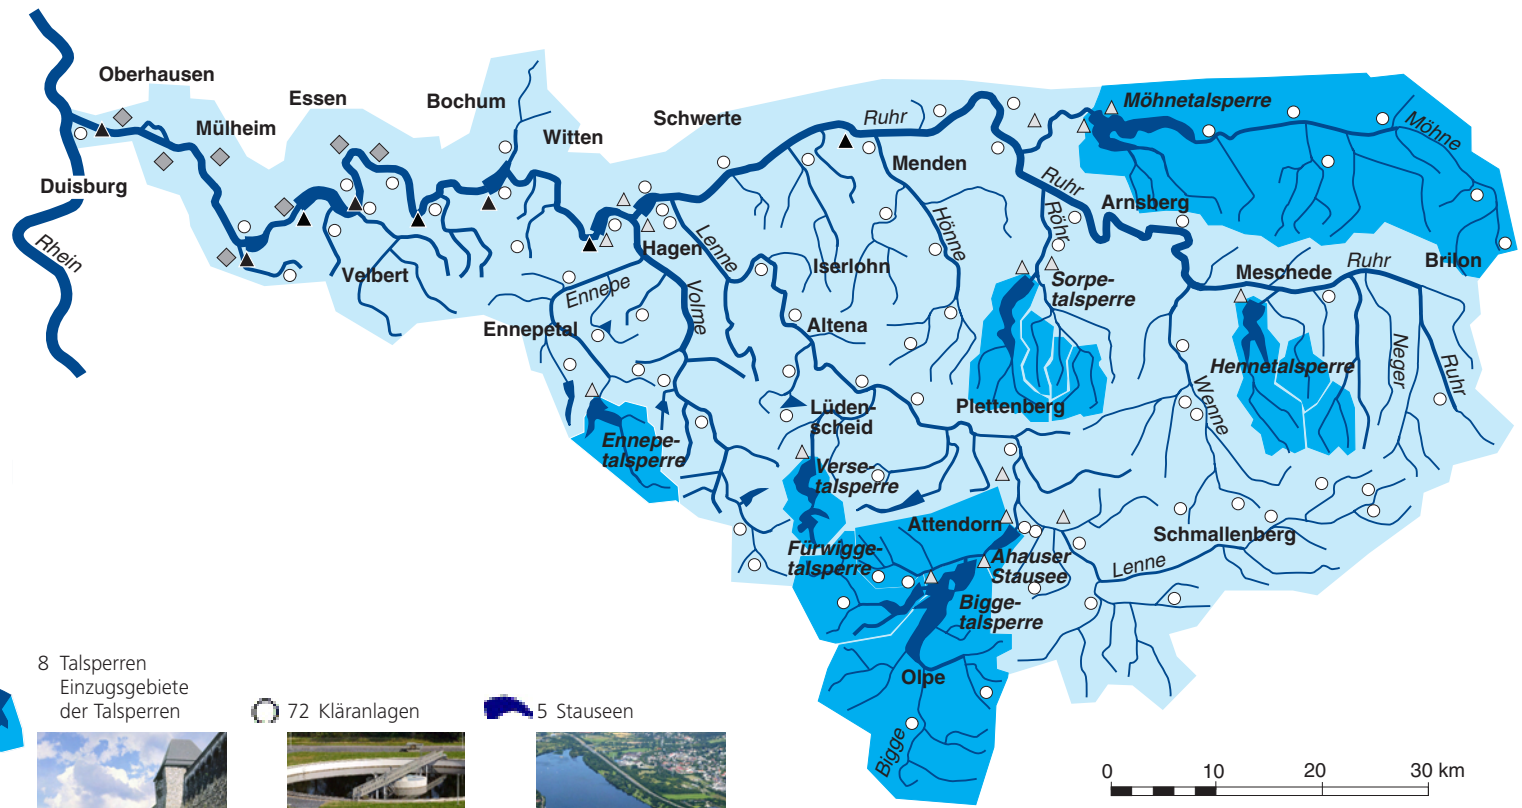 Oberhausen
Essen
Bochum
Mülheim
Witten
Schwerte
Ruhr
Möhnetalsperre
Möhne
Duisburg
Menden
Ruhr
Arnsberg
Rhein
Velbert
Hagen
Lenne
Iserlohn
Hönne
Röhr
Sorpe-
talsperre
Meschede
Ruhr
Brilon
Ennepe
Volme
Ennepetal
Altena
Hennetalsperre
Neger
Ruhr
Wenne
Lüden-
scheid
Plettenberg
Ennepe-
talsperre
Verse-
talsperre
Attendorn
Schmallenberg
Fürwigge-
talsperre
Ahauser
Stausee
Lenne
Bigge-
talsperre
Olpe
Bigge
8 Talsperren
Einzugsgebiete
der Talsperren
72 Kläranlagen
5 Stauseen
0 10 20 30 km